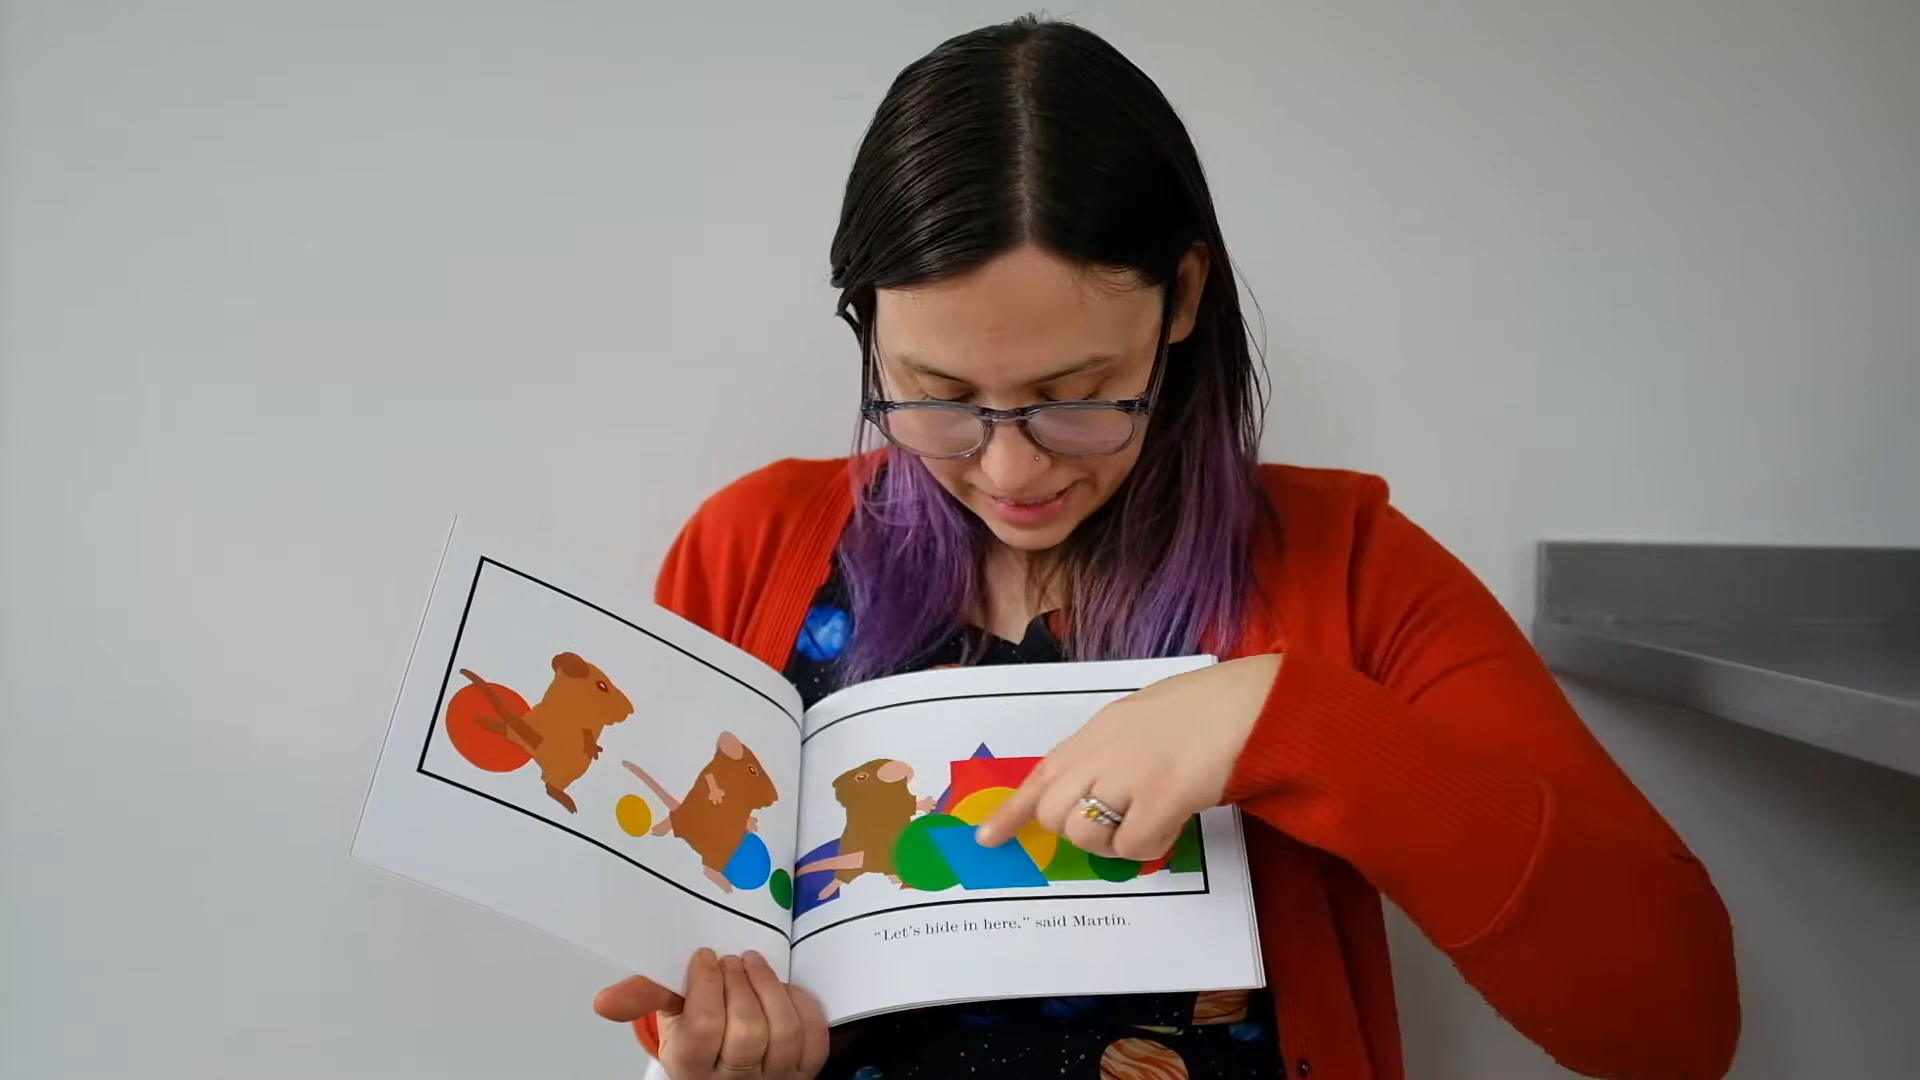 “Let’s hide in here,” said Martin.